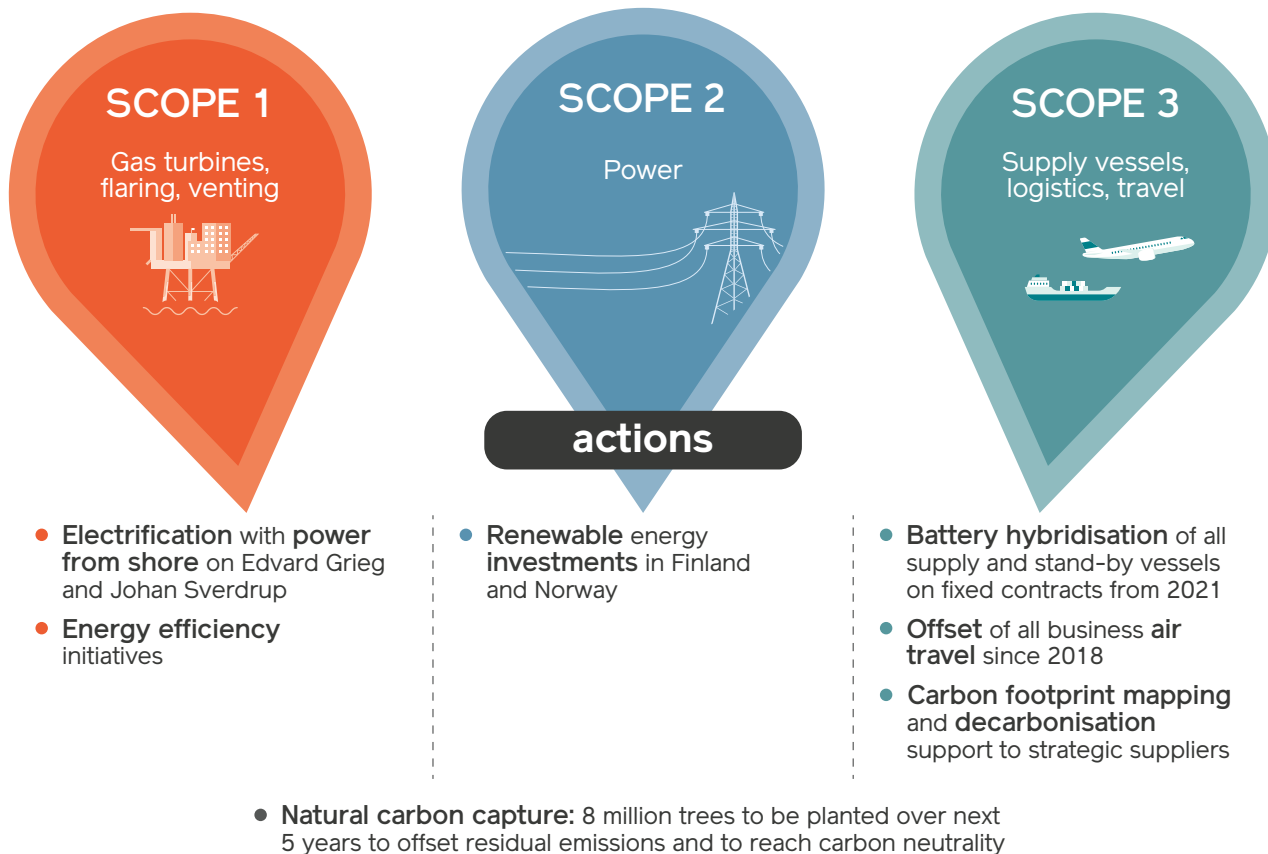 SCOPE 1
Gas turbines,
flaring, venting
SCOPE 2
Power
SCOPE 3
Supply vessels,
logistics, travel
actions
• Electrification with power
from shore on Edvard Grieg
and Johan Sverdrup
• Energy efficiency
initiatives
• Renewable energy
investments in Finland
and Norway
• Battery hybridisation of all
supply and stand-by vessels
on fixed contracts from 2021
• Offset of all business air
travel since 2018
• Carbon footprint mapping
and decarbonisation
support to strategic suppliers
• Natural carbon capture: 8 million trees to be planted over next
5 years to offset residual emissions and to reach carbon neutrality